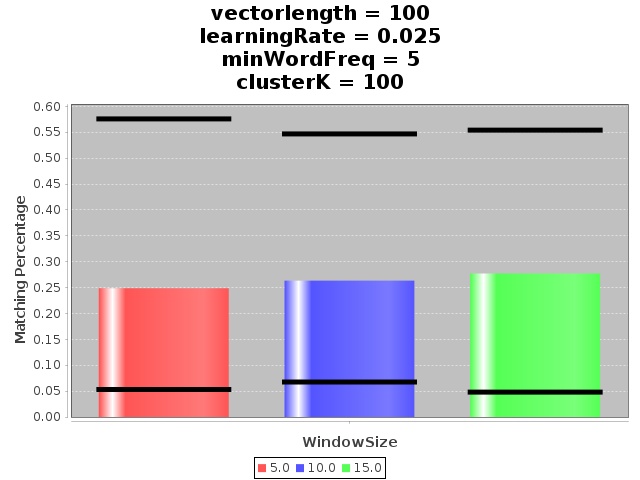 vectorlength = 100
learningRate = 0.025
minWordFreq = 5
clusterK = 100
Matching Percentage
0.60
0.55
0.50
0.45
0.40
0.35
0.30
0.25
0.20
0.15
0.10
0.05
0.00
WindowSize
5.0 10.0 15.0